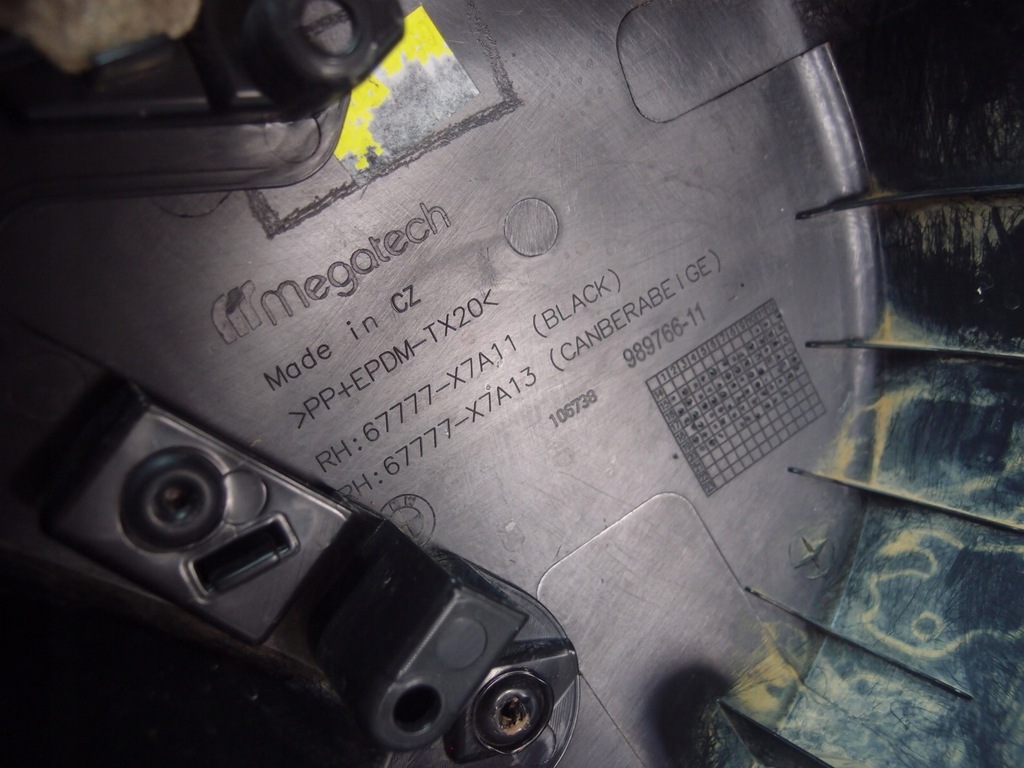 megatech
Made in CZ
>PP+EPDM-TX20<
RH:67777-X7A11 (BLACK)
RH:67777-X7A13 (CANBERABEIGE)
106738 989766-11